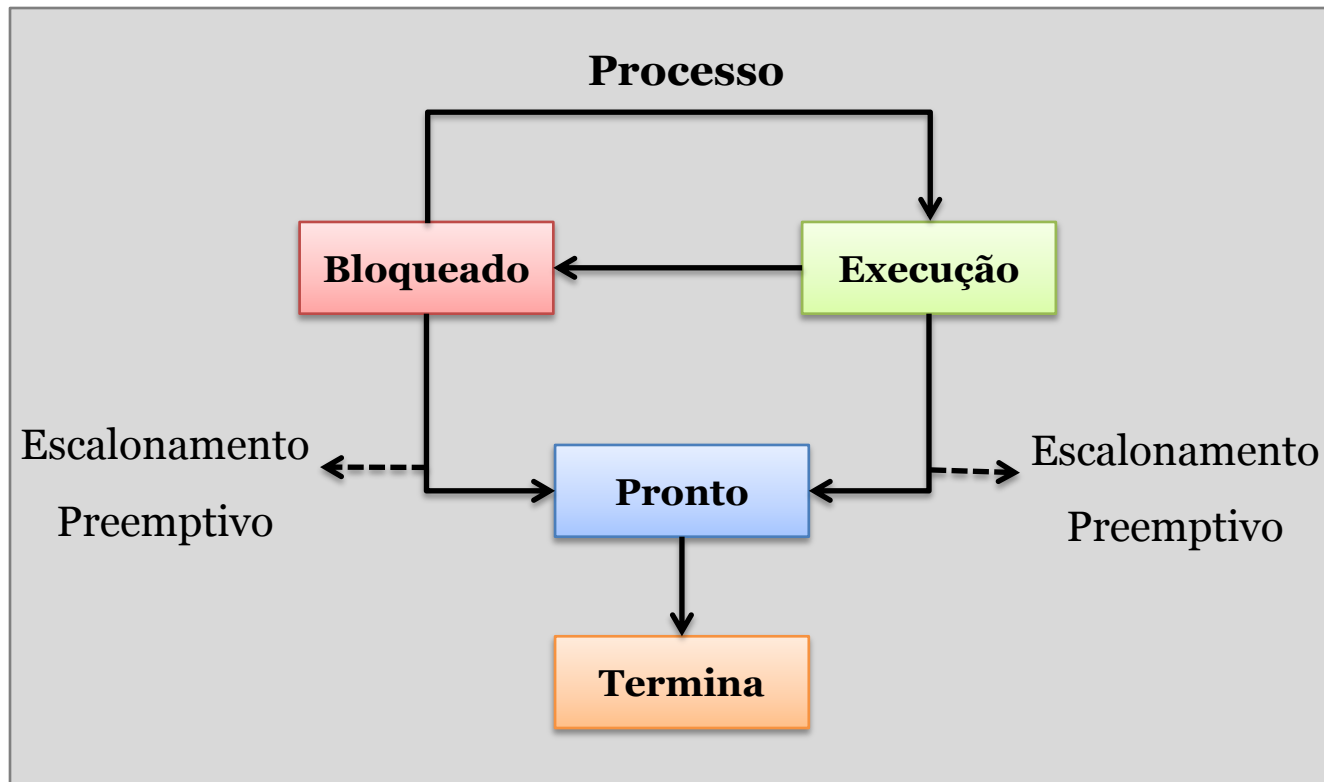 Processo
Bloqueado
Execução
Escalonamento
Preemptivo
Pronto
Escalonamento
Preemptivo
Termina